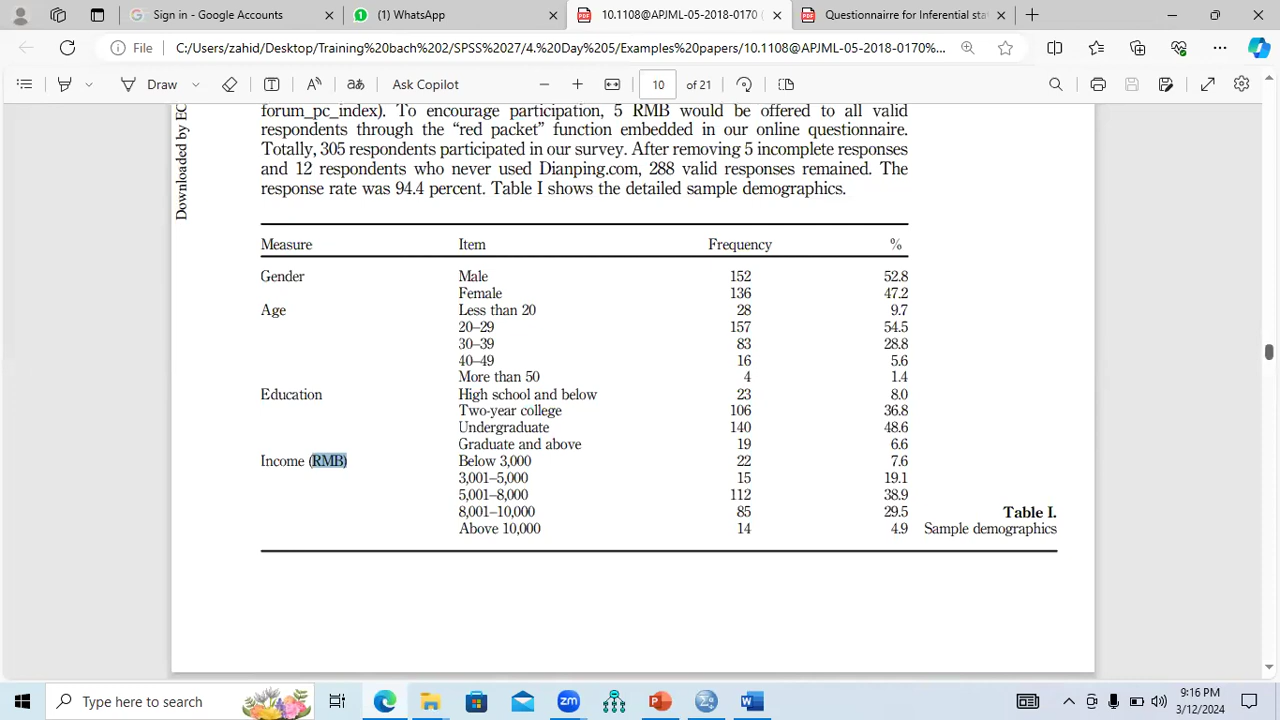 Sign in - Google Accounts
(1) WhatsApp
10.1108@APJML-05-2018-0170 (
Questionnaire for Inferential stat
File
C:/Users/zahid/Desktop/Training%20bach%202/SPSS%2027/4.%20Day%205/Examples%20papers/10.1108@APJML-05-2018-0170%...
Draw
Ask Copilot
10 of 21
Downloaded by EC
forum_pc_index). To encourage participation, 5 RMB would be offered to all valid
respondents through the “red packet” function embedded in our online questionnaire.
Totally, 305 respondents participated in our survey. After removing 5 incomplete responses
and 12 respondents who never used Dianping.com, 288 valid responses remained. The
response rate was 94.4 percent. Table I shows the detailed sample demographics.
Measure Item Frequency %
Gender Male 152 52.8
Female 136 47.2
Age Less than 20 28 9.7
20–29 157 54.5
30–39 83 28.8
40–49 16 5.6
More than 50 4 1.4
Education High school and below 23 8.0
Two-year college 106 36.8
Undergraduate 140 48.6
Graduate and above 19 6.6
Income (RMB) Below 3,000 22 7.6
3,001–5,000 15 19.1
5,001–8,000 112 38.9
8,001–10,000 85 29.5
Above 10,000 14 4.9
Table I.
Sample demographics
Type here to search
9:16 PM
3/12/2024